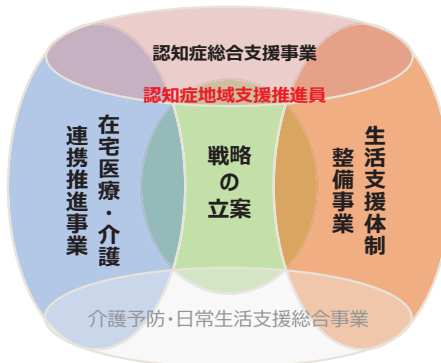 認知症総合支援事業
認知症地域支援推進員
在宅医療・介護
連携推進事業
戦略
の
立案
生活支援体制
整備事業
介護予防・日常生活支援総合事業